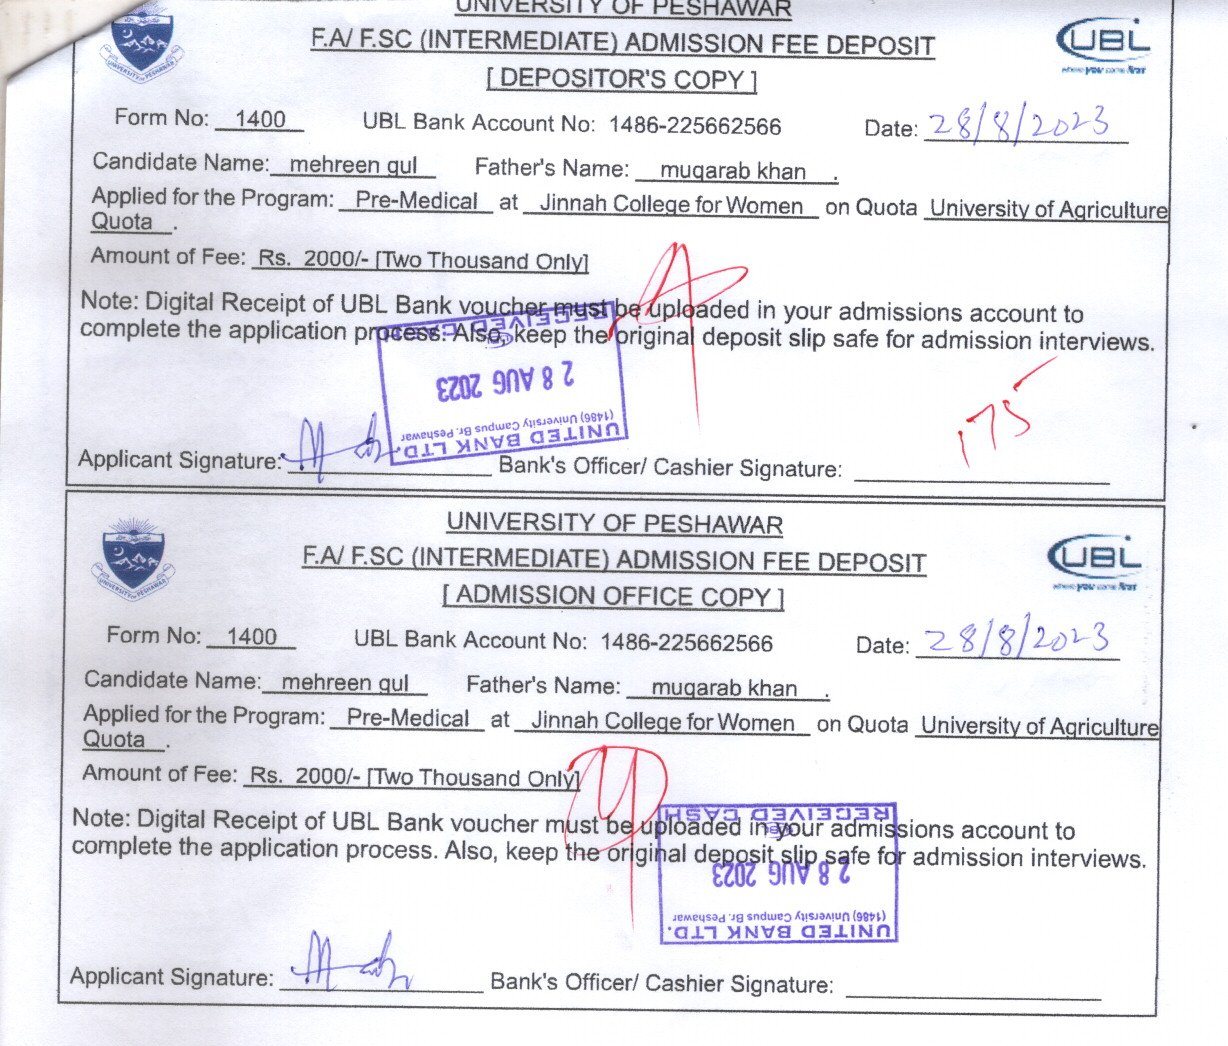 UNIVERSITY OF PESHAWAR
F.A/ F.SC (INTERMEDIATE) ADMISSION FEE DEPOSIT
[ DEPOSITOR'S COPY ]
UBL
where you come first
UNIVERSITY OF PESHAWAR
Form No: 1400 UBL Bank Account No: 1486-225662566 Date: 28/8/2023
Candidate Name: mehreen gul Father's Name: muqarab khan .
Applied for the Program: Pre-Medical at Jinnah College for Women on Quota University of Agriculture
Quota .
Amount of Fee: Rs. 2000/- [Two Thousand Only]
Note: Digital Receipt of UBL Bank voucher must be uploaded in your admissions account to
complete the application process. Also, keep the original deposit slip safe for admission interviews.
UNITED BANK LTD.
(1486) University Campus Br. Peshawar
28 AUG 2023
RECEIVED CASH
175
Applicant Signature: Bank's Officer/ Cashier Signature:
UNIVERSITY OF PESHAWAR
F.A/ F.SC (INTERMEDIATE) ADMISSION FEE DEPOSIT
[ ADMISSION OFFICE COPY ]
UBL
where you come first
UNIVERSITY OF PESHAWAR
Form No: 1400 UBL Bank Account No: 1486-225662566 Date: 28/8/2023
Candidate Name: mehreen gul Father's Name: muqarab khan .
Applied for the Program: Pre-Medical at Jinnah College for Women on Quota University of Agriculture
Quota .
Amount of Fee: Rs. 2000/- [Two Thousand Only]
Note: Digital Receipt of UBL Bank voucher must be uploaded in your admissions account to
complete the application process. Also, keep the original deposit slip safe for admission interviews.
UNITED BANK LTD.
(1486) University Campus Br. Peshawar
28 AUG 2023
RECEIVED CASH
Applicant Signature: Bank's Officer/ Cashier Signature: